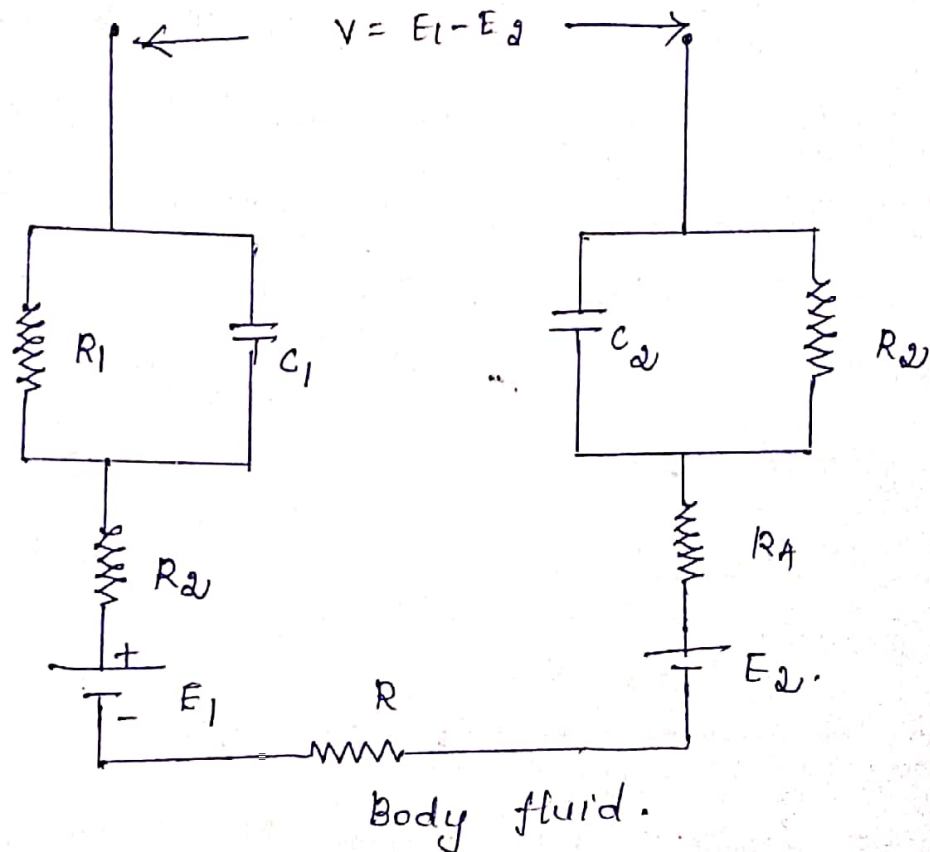 V = E1 - E2
R1
C1
C2
R2
R2
RA
+
E1
-
R
E2.
Body fluid.